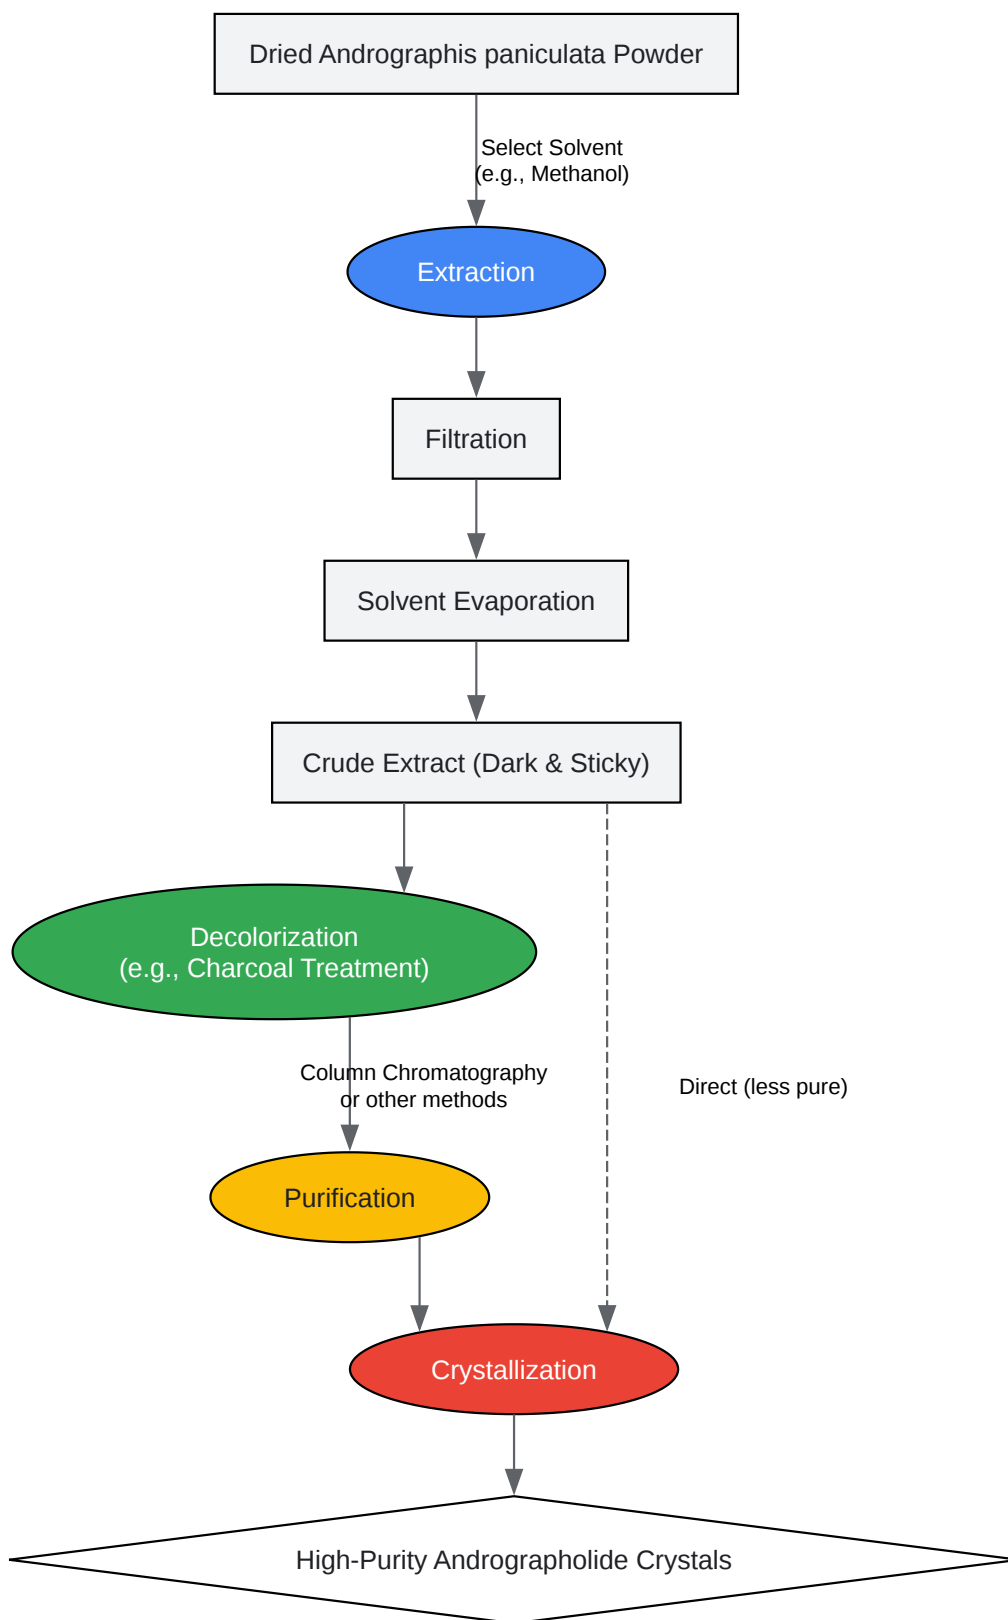 Dried Andrographis paniculata Powder
Select Solvent
(e.g., Methanol)
Extraction
Filtration
Solvent Evaporation
Crude Extract (Dark & Sticky)
Decolorization
(e.g., Charcoal Treatment)
Column Chromatography
or other methods
Direct (less pure)
Purification
Crystallization
High-Purity Andrographolide Crystals